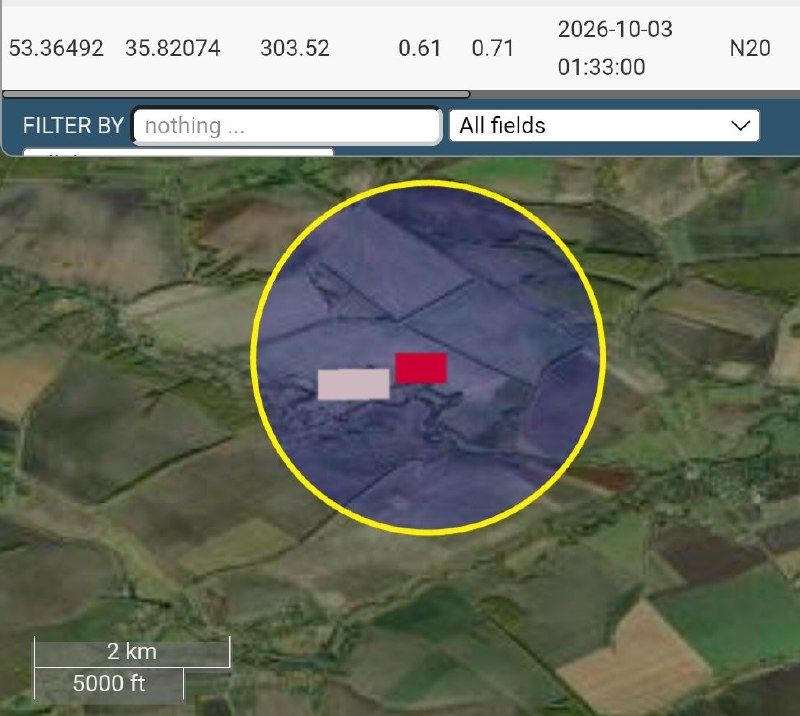 2026-10-03
53.36492 35.82074 303.52 0.61 0.71 N20
01:33:00
FILTER BY nothing ... All fields
2 km
5000 ft